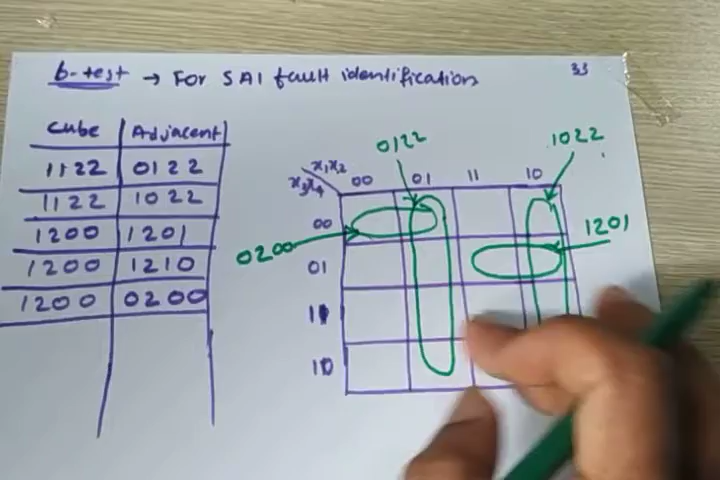 b-test → For SA1 fault identification
33
Cube Adjacent
1122 0122
1122 1022
1200 1201
1200 1210
1200 0200
0122
1022
x1x2
x3x4
00 01 11 10
00
01
11
10
0200
1201